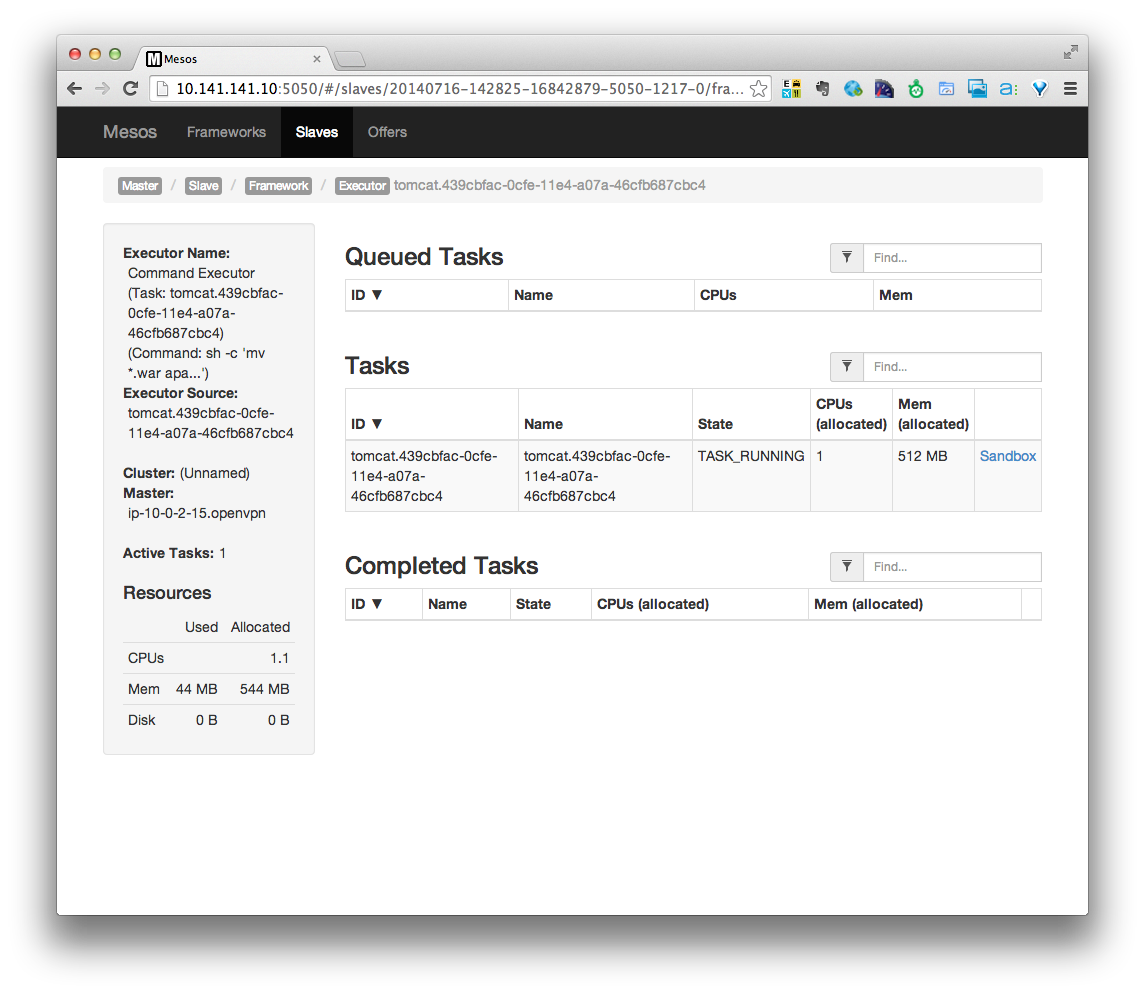 Mesos
10.141.141.10:5050/#/slaves/20140716-142825-16842879-5050-1217-0/fra...
Mesos Frameworks Slaves Offers
Master / Slave / Framework / Executor tomcat.439cbfac-0cfe-11e4-a07a-46cfb687cbc4
Executor Name:
Command Executor
(Task: tomcat.439cbfac-
0cfe-11e4-a07a-
46cfb687cbc4)
(Command: sh -c 'mv
*.war apa...')
Executor Source:
tomcat.439cbfac-0cfe-
11e4-a07a-46cfb687cbc4
Cluster: (Unnamed)
Master:
ip-10-0-2-15.openvpn
Active Tasks: 1
Resources
Used Allocated
CPUs 1.1
Mem 44 MB 544 MB
Disk 0 B 0 B
Queued Tasks Find...
ID ▼ Name CPUs Mem
Tasks Find...
CPUs Mem
ID ▼ Name State (allocated) (allocated)
tomcat.439cbfac-0cfe- tomcat.439cbfac-0cfe- TASK_RUNNING 1 512 MB Sandbox
11e4-a07a- 11e4-a07a-
46cfb687cbc4 46cfb687cbc4
Completed Tasks Find...
ID ▼ Name State CPUs (allocated) Mem (allocated)